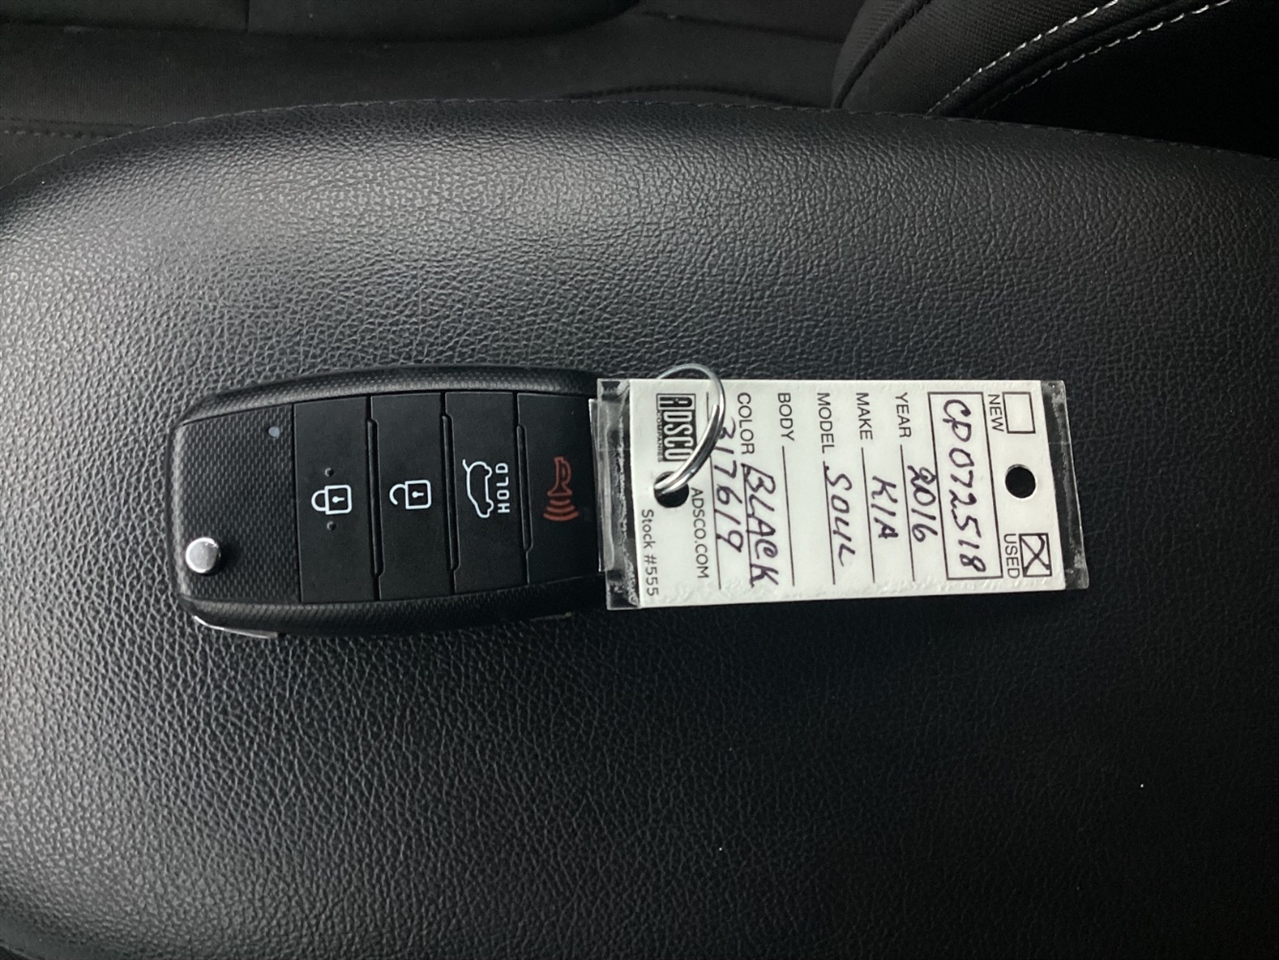 NEW USED
CP072518
YEAR 2016
MAKE KIA
MODEL SOUL
BODY
COLOR BLACK
317619
ADSCO
COMPANIES
ADSCO.COM
Stock #555
HOLD